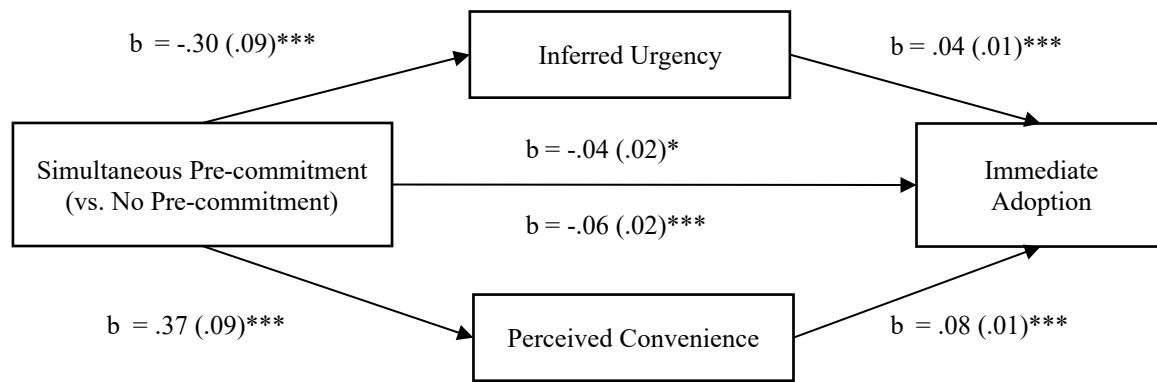 b = -.30 (.09)***
Inferred Urgency
b = .04 (.01)***
Simultaneous Pre-commitment
(vs. No Pre-commitment)
b = -.04 (.02)*
b = -.06 (.02)***
Immediate
Adoption
b = .37 (.09)***
Perceived Convenience
b = .08 (.01)***